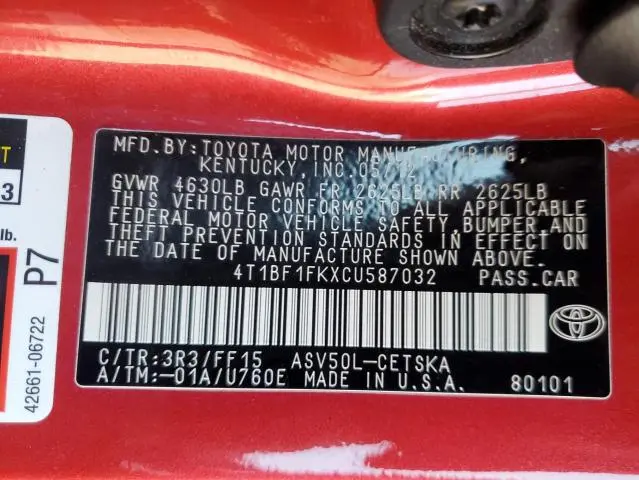 MFD.BY:TOYOTA MOTOR MANUFACTURING,
KENTUCKY,INC.05/12
GVWR 4630LB GAWR FR 2625LB RR 2625LB
THIS VEHICLE CONFORMS TO ALL APPLICABLE
FEDERAL MOTOR VEHICLE SAFETY,BUMPER,AND
THEFT PREVENTION STANDARDS IN EFFECT ON
THE DATE OF MANUFACTURE SHOWN ABOVE.
4T1BF1FKXCU587032 PASS.CAR
C/TR:3R3/FF15 ASV50L-CETSKA
A/TM:-01A/U760E MADE IN U.S.A. 80101
T
3
lb.
P7
42661-06722